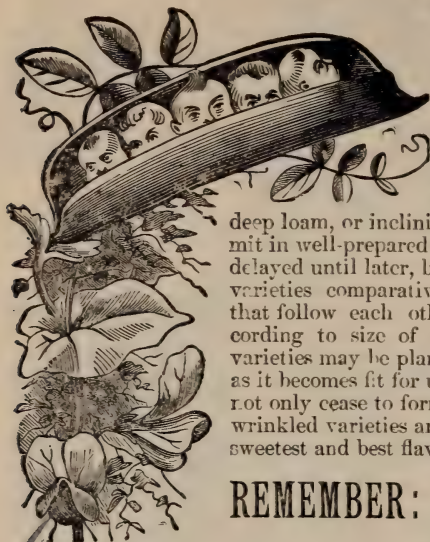 deep loam, or inclini
mit in well-prepared
delayed until later, b
varieties comparativ
that follow each oth
cording to size of
varieties may be plan
as it becomes fit for u
not only cease to form
wrinkled varieties ar
sweetest and best flav
REMEMBER: